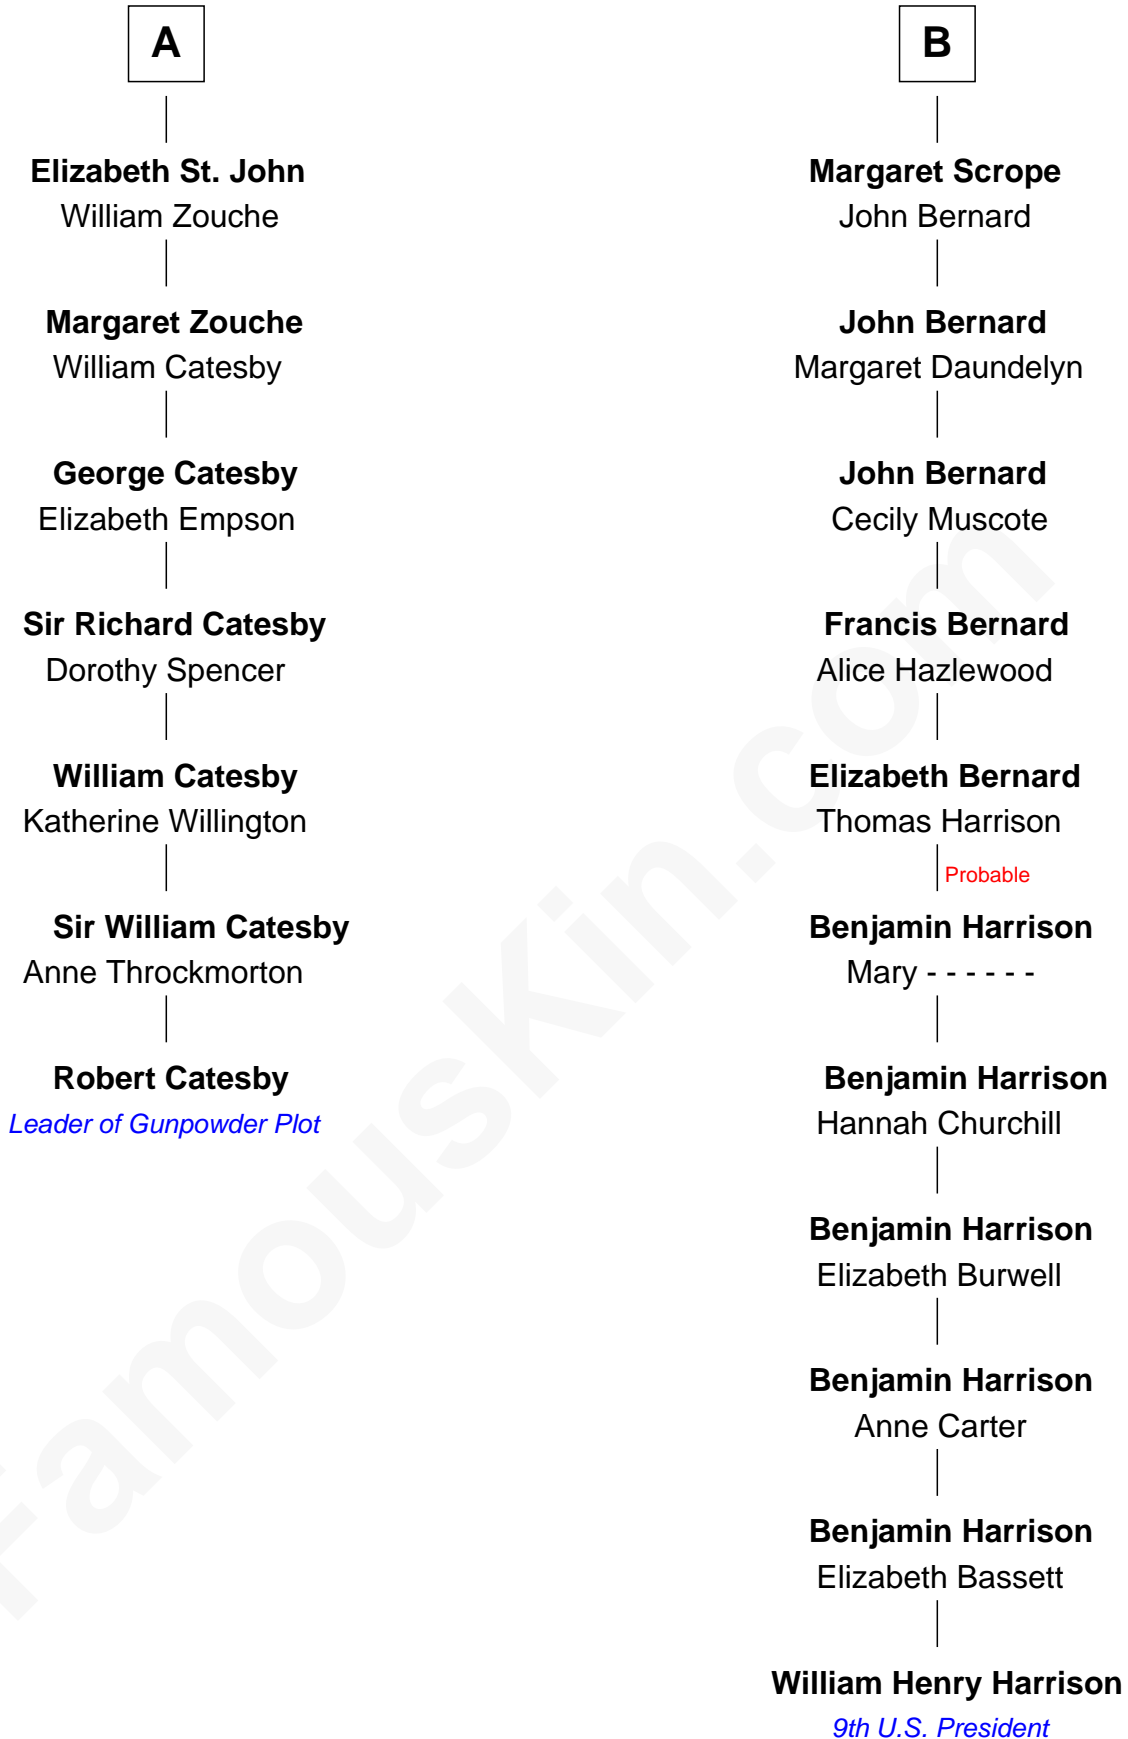 A
Elizabeth St. John
William Zouche
Margaret Zouche
William Catesby
George Catesby
Elizabeth Empson
Sir Richard Catesby
Dorothy Spencer
William Catesby
Katherine Willington
Sir William Catesby
Anne Throckmorton
Robert Catesby
Leader of Gunpowder Plot
B
Margaret Scrope
John Bernard
John Bernard
Margaret Daundelyn
John Bernard
Cecily Muscote
Francis Bernard
Alice Hazlewood
Elizabeth Bernard
Thomas Harrison
Probable
Benjamin Harrison
Mary - - - - - -
Benjamin Harrison
Hannah Churchill
Benjamin Harrison
Elizabeth Burwell
Benjamin Harrison
Anne Carter
Benjamin Harrison
Elizabeth Bassett
William Henry Harrison
9th U.S. President
FamousKin.com